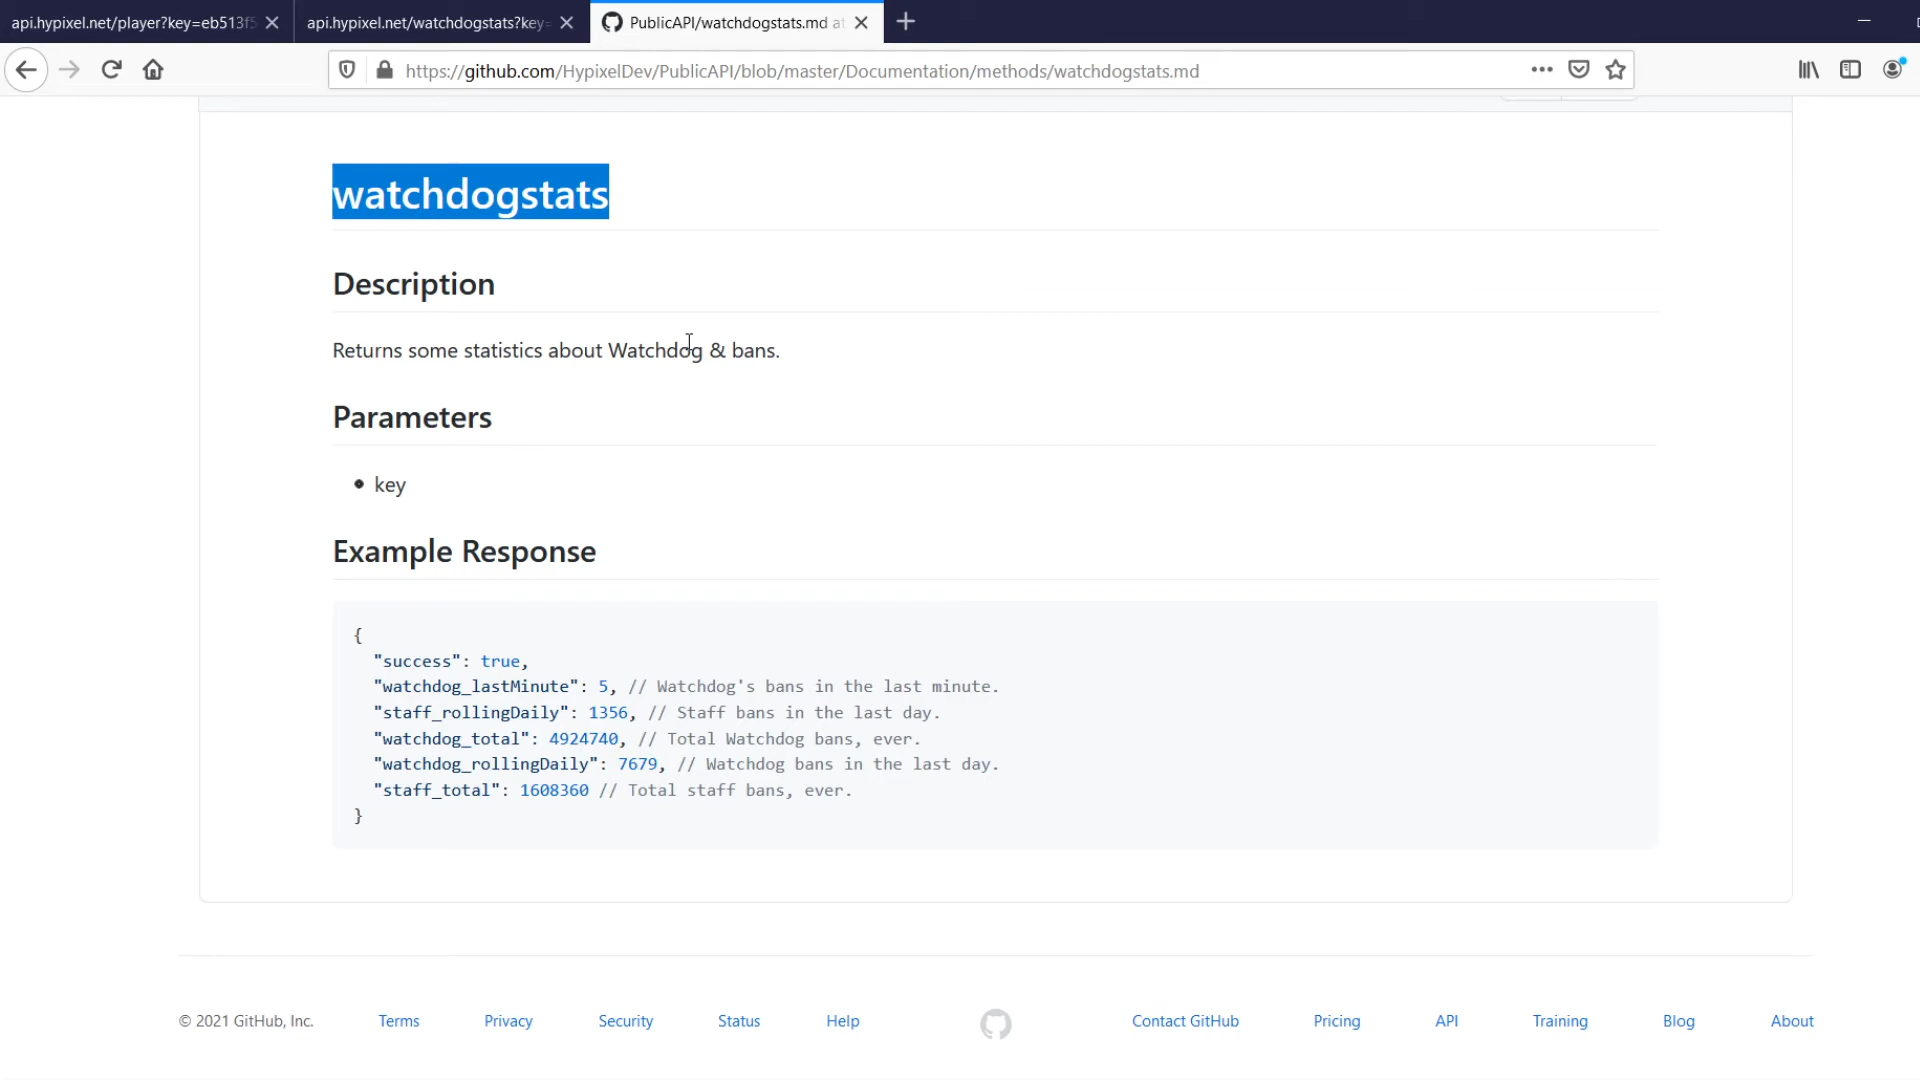 api.hypixel.net/player?key=eb513f5
api.hypixel.net/watchdogstats?key=
PublicAPI/watchdogstats.md at
https://github.com/HypixelDev/PublicAPI/blob/master/Documentation/methods/watchdogstats.md
watchdogstats
Description
Returns some statistics about Watchdog & bans.
Parameters
• key
Example Response
{
"success": true,
"watchdog_lastMinute": 5, // Watchdog's bans in the last minute.
"staff_rollingDaily": 1356, // Staff bans in the last day.
"watchdog_total": 4924740, // Total Watchdog bans, ever.
"watchdog_rollingDaily": 7679, // Watchdog bans in the last day.
"staff_total": 1608360 // Total staff bans, ever.
}
© 2021 GitHub, Inc. Terms Privacy Security Status Help Contact GitHub Pricing API Training Blog About